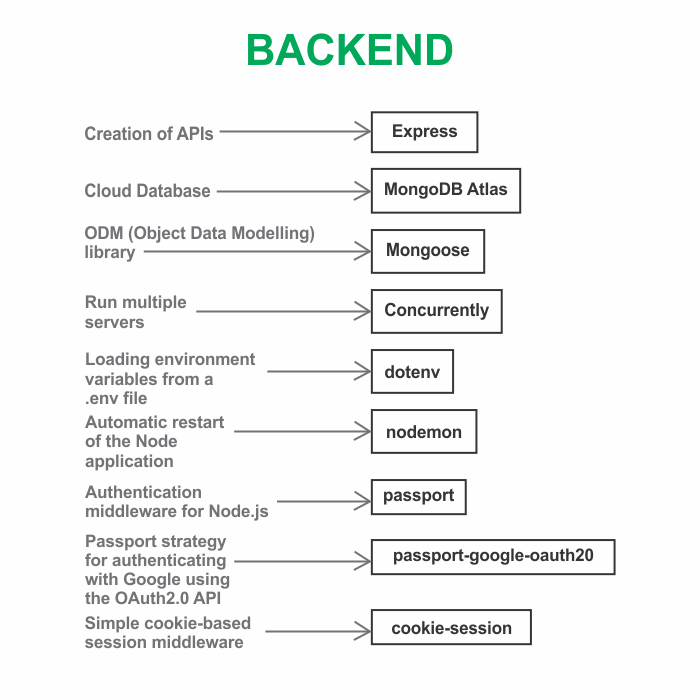 BACKEND
Creation of APIs
Express
Cloud Database
MongoDB Atlas
ODM (Object Data Modelling)
library
Mongoose
Run multiple
servers
Concurrently
Loading environment
variables from a
.env file
dotenv
Automatic restart
of the Node
application
nodemon
Authentication
middleware for Node.js
passport
Passport strategy
for authenticating
with Google using
the OAuth2.0 API
passport-google-oauth20
Simple cookie-based
session middleware
cookie-session